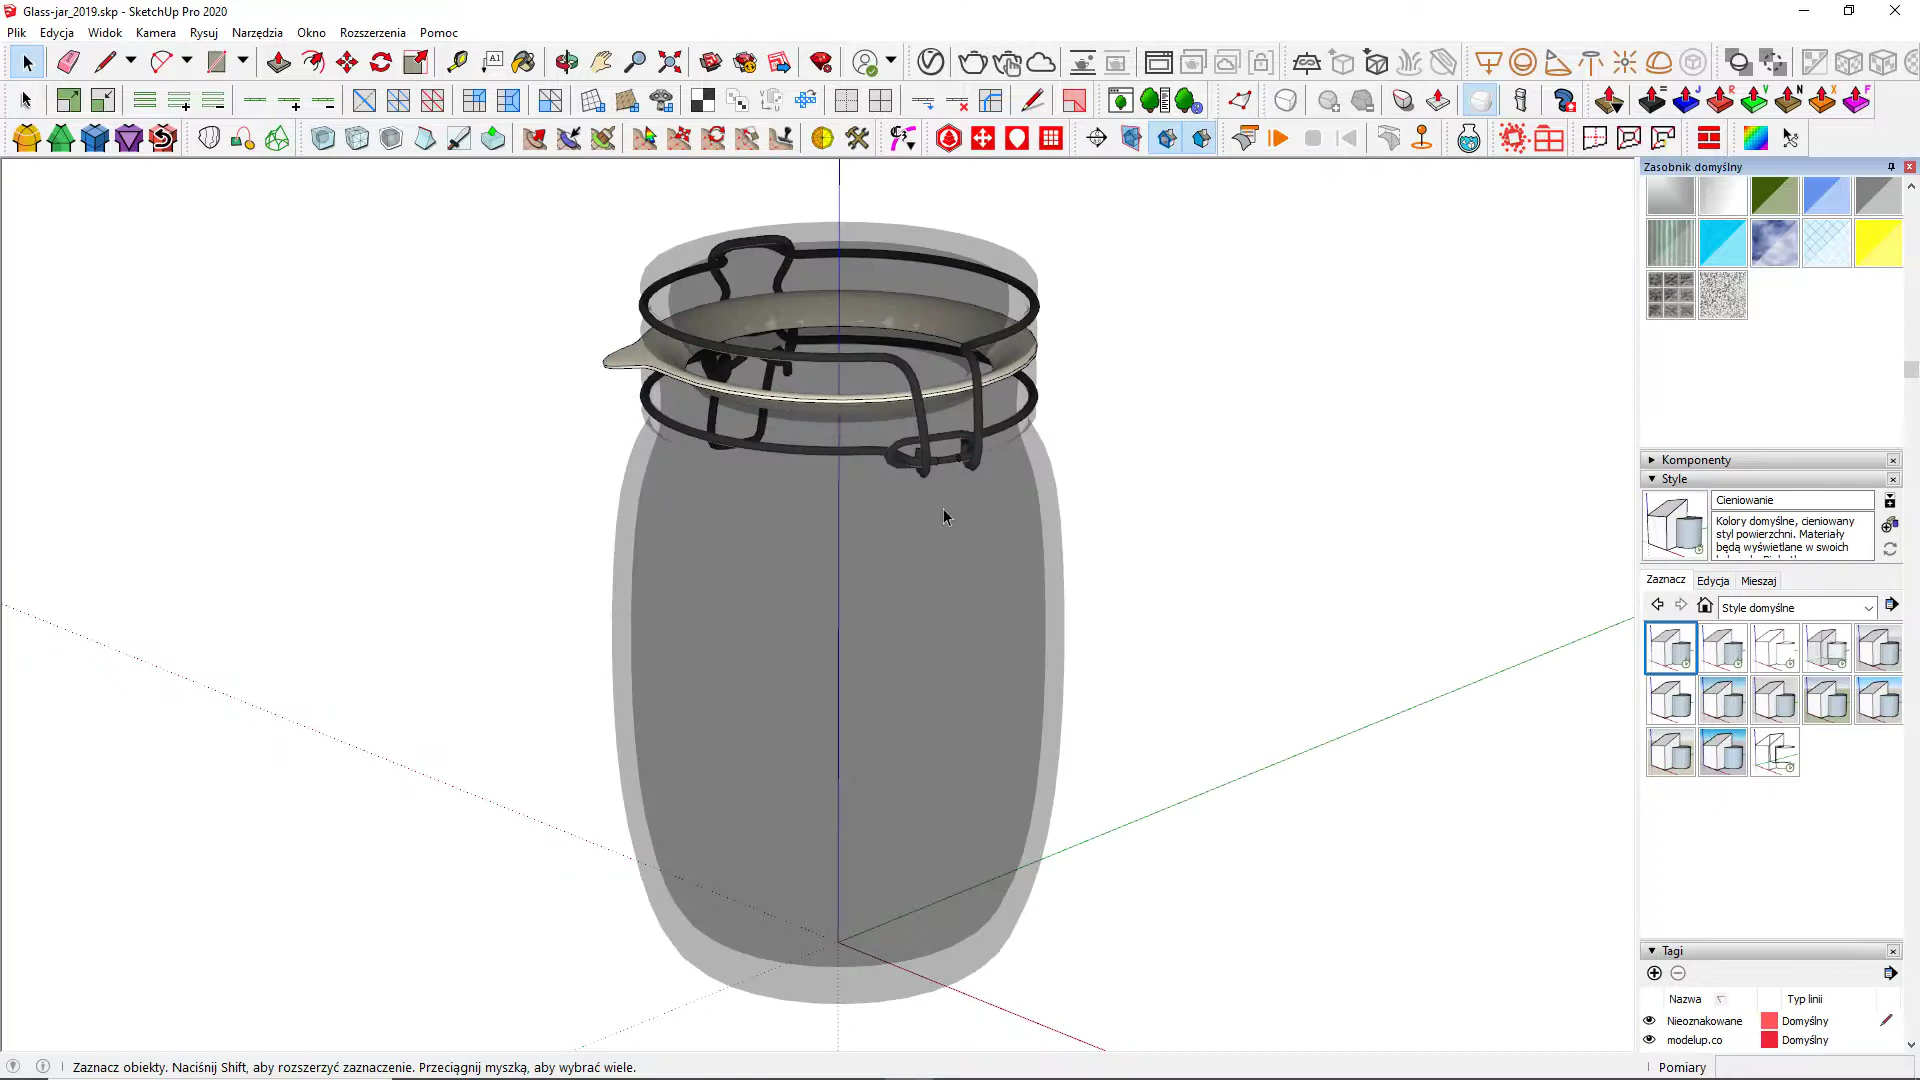 Glass-jar_2019.skp - SketchUp Pro 2020
Plik Edycja Widok Kamera Rysuj Narzędzia Okno Rozszerzenia Pomoc
A1
Zasobnik domyślny
Komponenty
Style
Cieniowanie
Kolory domyślne, cieniowany
styl powierzchni. Materiały
będą wyświetlane w swoich
Zaznacz Edycja Mieszaj
Style domyślne
Tagi
Nazwa Typ linii
Nieoznakowane Domyślny
modelup.co Domyślny
Zaznacz obiekty. Naciśnij Shift, aby rozszerzyć zaznaczenie. Przeciągnij myszką, aby wybrać wiele.
Pomiary